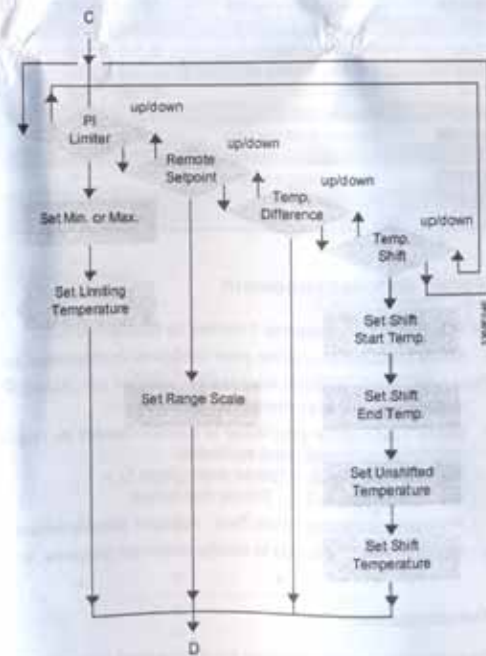 C
up/down
PI
Limiter
up/down
Remote
Setpoint
up/down
Temp.
Difference
up/down
Temp.
Shift
Set Min. or Max.
Set Limiting
Temperature
Set Shift
Start Temp.
Set Range Scale
Set Shift
End Temp.
Set Unshifted
Temperature
Set Shift
Temperature
D